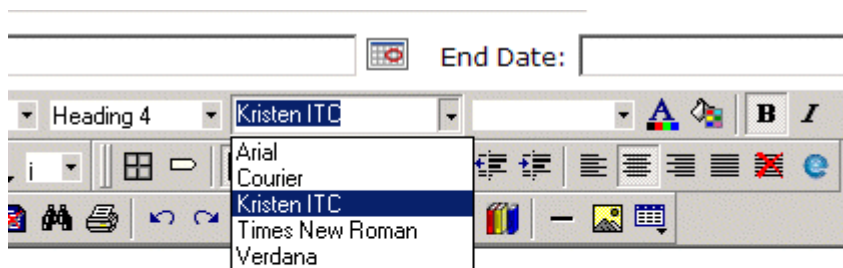 End Date:
Heading 4 Kristen ITC B I
i
Arial
Courier
Kristen ITC
Times New Roman
Verdana